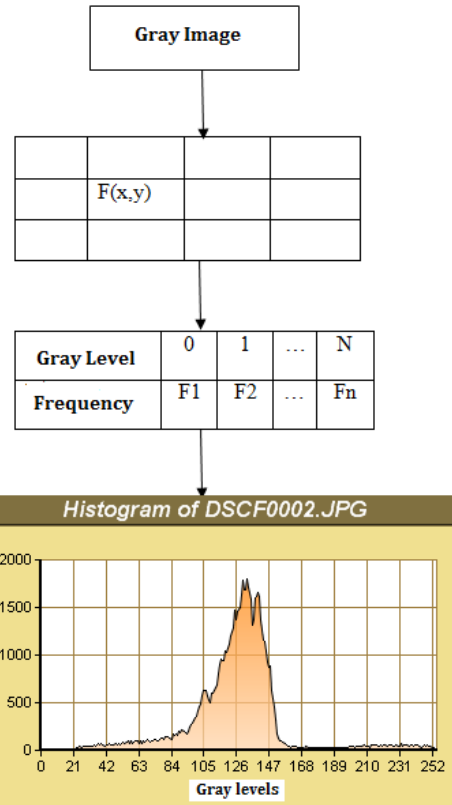 Gray Image
F(x,y)
Gray Level 0 1 ... N
Frequency F1 F2 ... Fn
Histogram of DSCF0002.JPG
2000
1500
1000
500
0
0 21 42 63 84 105 126 147 168 189 210 231 252
Gray levels